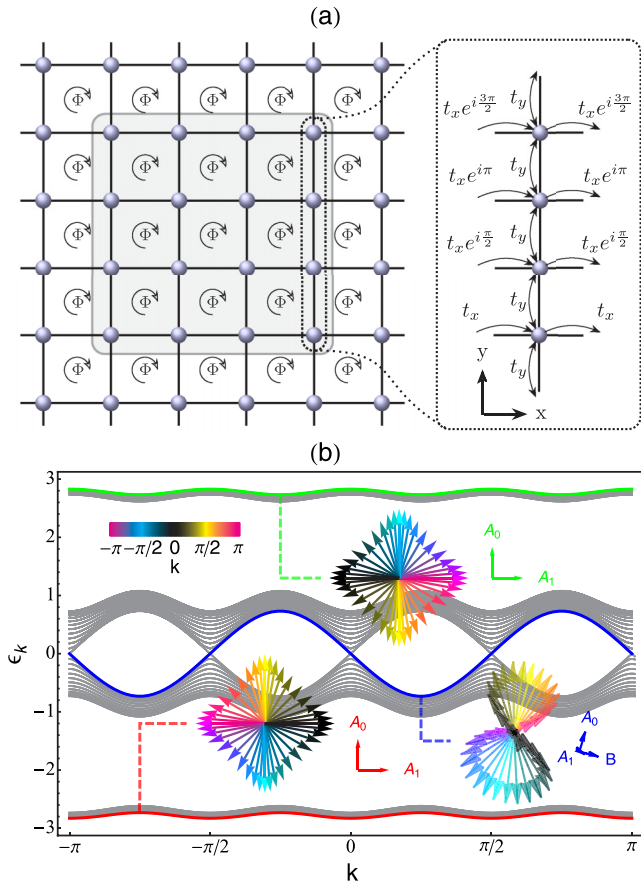 (a)
Φ Φ Φ Φ Φ
Φ Φ Φ Φ Φ
Φ Φ Φ Φ Φ
Φ Φ Φ Φ Φ
Φ Φ Φ Φ Φ
t_y
t_x e^{i 3π/2} t_x e^{i 3π/2}
t_y
t_x e^{iπ} t_x e^{iπ}
t_y
t_x e^{i π/2} t_x e^{i π/2}
t_y
t_x t_x
t_y
y
x
(b)
3
2
1
0
−1
−2
−3
ϵ_k
−π −π/2 0 π/2 π
k
A_0
A_1
A_0
A_1
A_0
A_1
B
−π −π/2 0 π/2 π
k